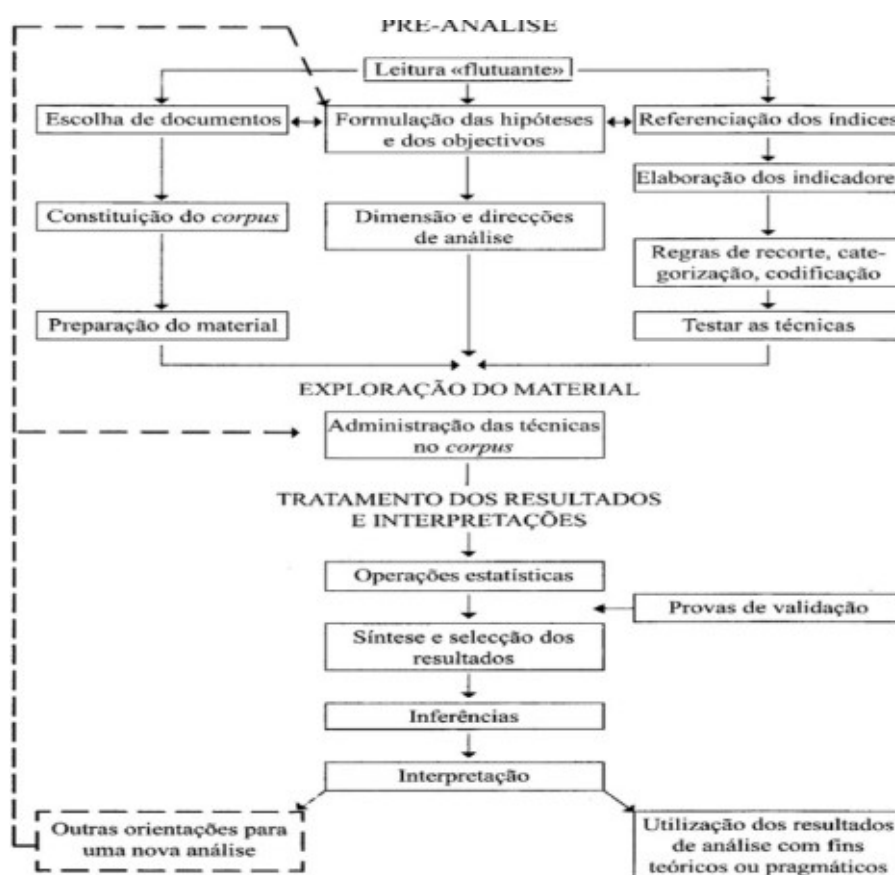 PRÉ-ANÁLISE
Leitura «flutuante»
Escolha de documentos
Formulação das hipóteses
e dos objectivos
Referenciação dos índices
Elaboração dos indicadore
Constituição do corpus
Dimensão e direcções
de análise
Regras de recorte, cate-
gorização, codificação
Preparação do material
Testar as técnicas
EXPLORAÇÃO DO MATERIAL
Administração das técnicas
no corpus
TRATAMENTO DOS RESULTADOS
E INTERPRETAÇÕES
Operações estatísticas
Provas de validação
Síntese e selecção dos
resultados
Inferências
Interpretação
Outras orientações para
uma nova análise
Utilização dos resultados
de análise com fins
teóricos ou pragmáticos